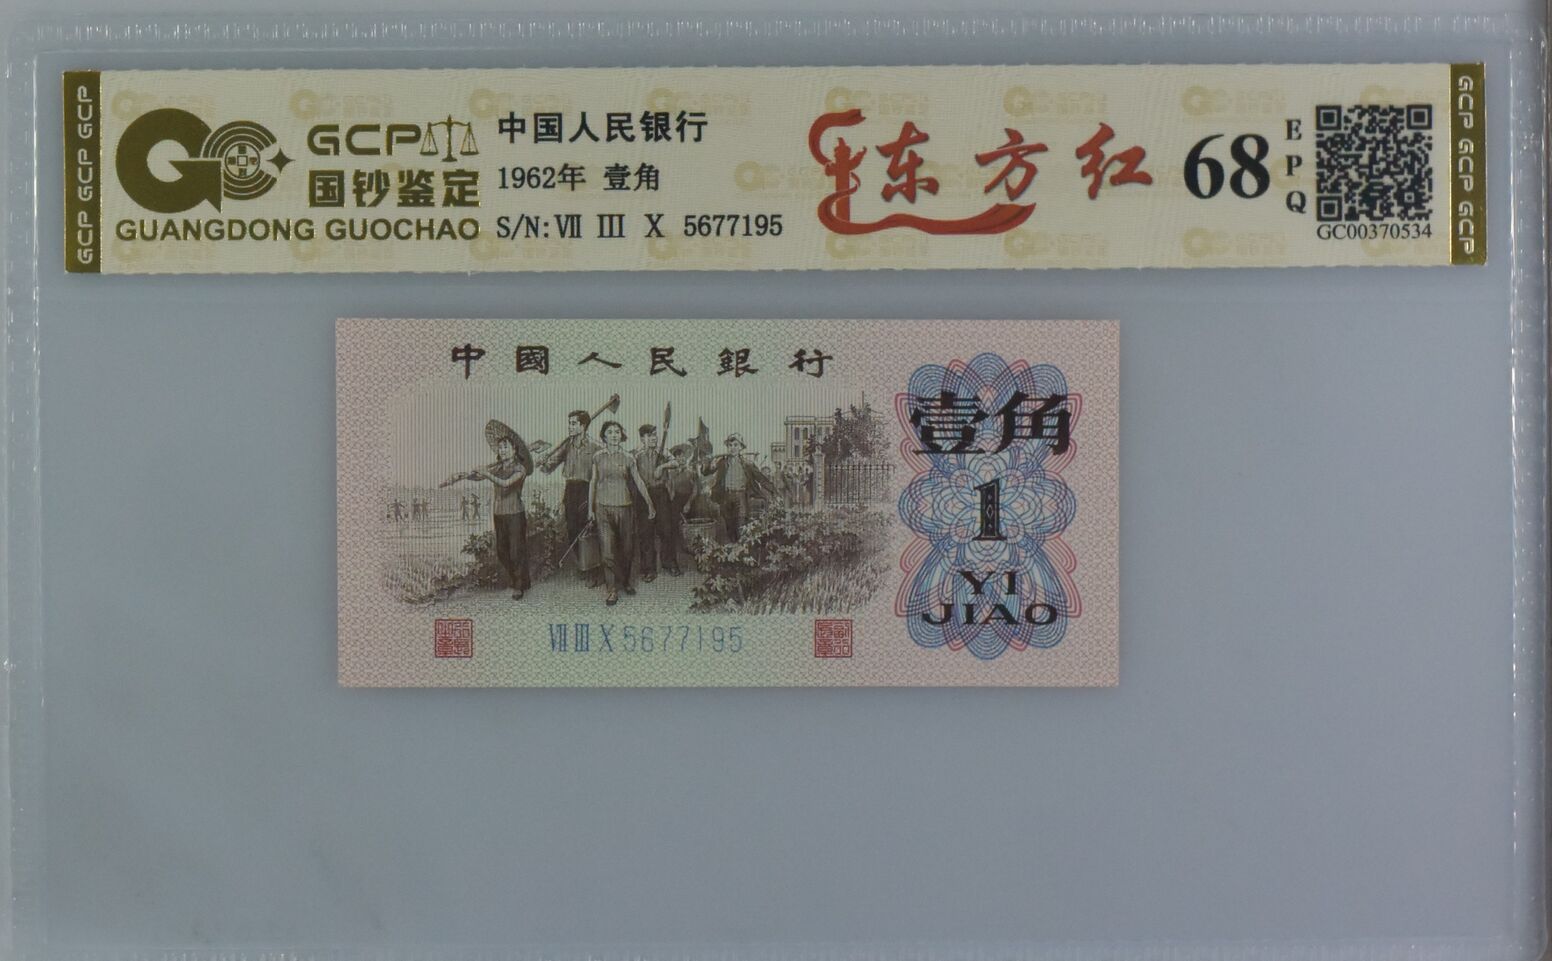 GCP GCP GCP
GCP
国钞鉴定
GUANGDONG GUOCHAO
中国人民银行
1962年 壹角
S/N: Ⅶ Ⅲ Ⅹ 5677195
东方红
68
EPQ
GC00370534
GCP GCP GCP
中國人民銀行
壹角
1
YI
JIAO
ⅦⅢⅩ5677195